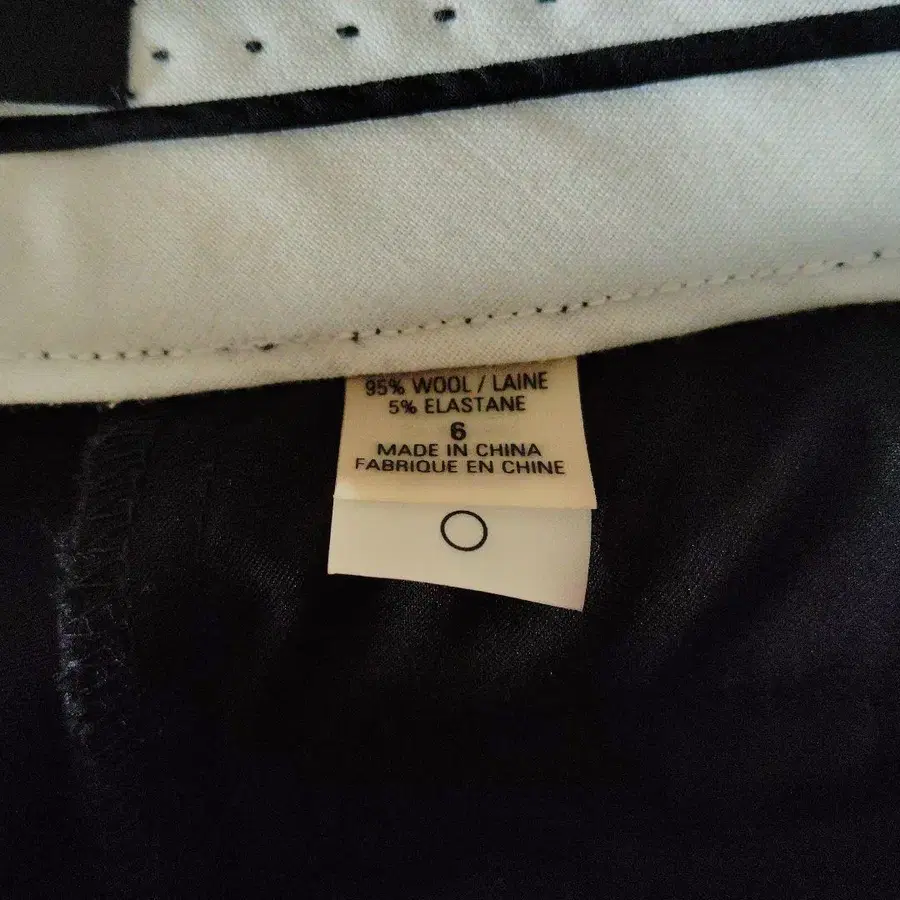 95% WOOL / LAINE
5% ELASTANE
6
MADE IN CHINA
FABRIQUE EN CHINE